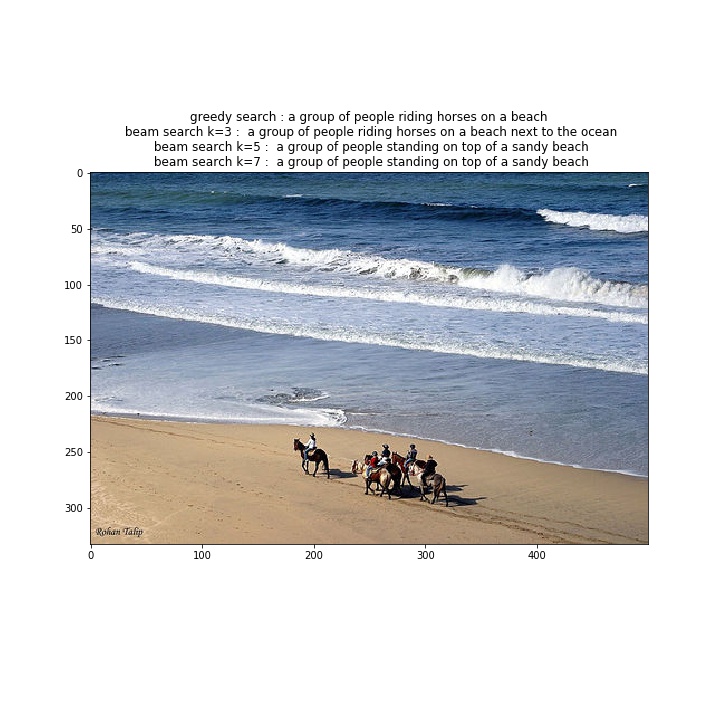 greedy search : a group of people riding horses on a beach
beam search k=3 :  a group of people riding horses on a beach next to the ocean
beam search k=5 :  a group of people standing on top of a sandy beach
beam search k=7 :  a group of people standing on top of a sandy beach
0
50
100
150
200
250
300
Rohan Talip
0 100 200 300 400